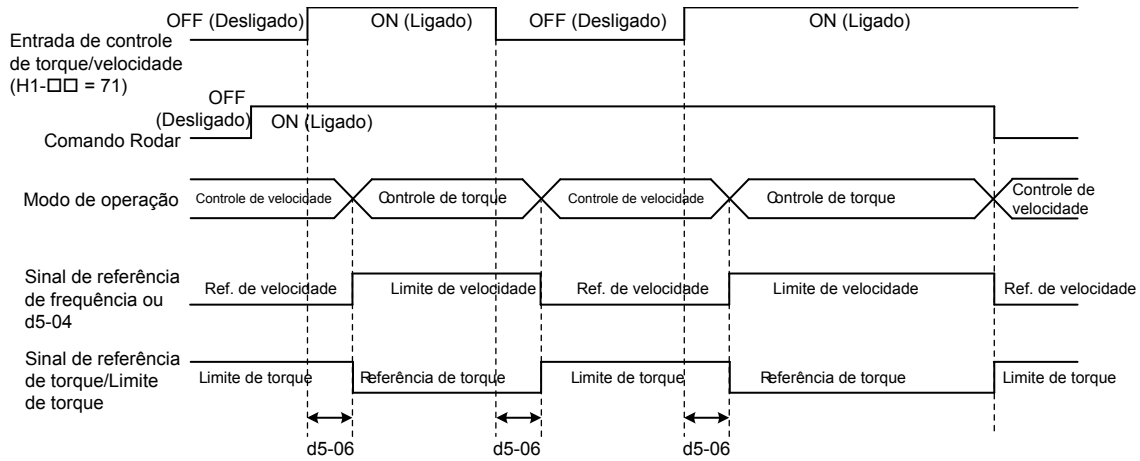 OFF (Desligado)
ON (Ligado)
OFF (Desligado)
ON (Ligado)
Entrada de controle
de torque/velocidade
(H1-□□ = 71)
OFF
(Desligado)
ON (Ligado)
Comando Rodar
Modo de operação
Controle de velocidade
Controle de torque
Controle de velocidade
Controle de torque
Controle de
velocidade
Sinal de referência
de frequência ou
d5-04
Ref. de velocidade
Limite de velocidade
Ref. de velocidade
Limite de velocidade
Ref. de velocidade
Sinal de referência
de torque/Limite
de torque
Limite de torque
Referência de torque
Limite de torque
Referência de torque
Limite de torque
d5-06
d5-06
d5-06